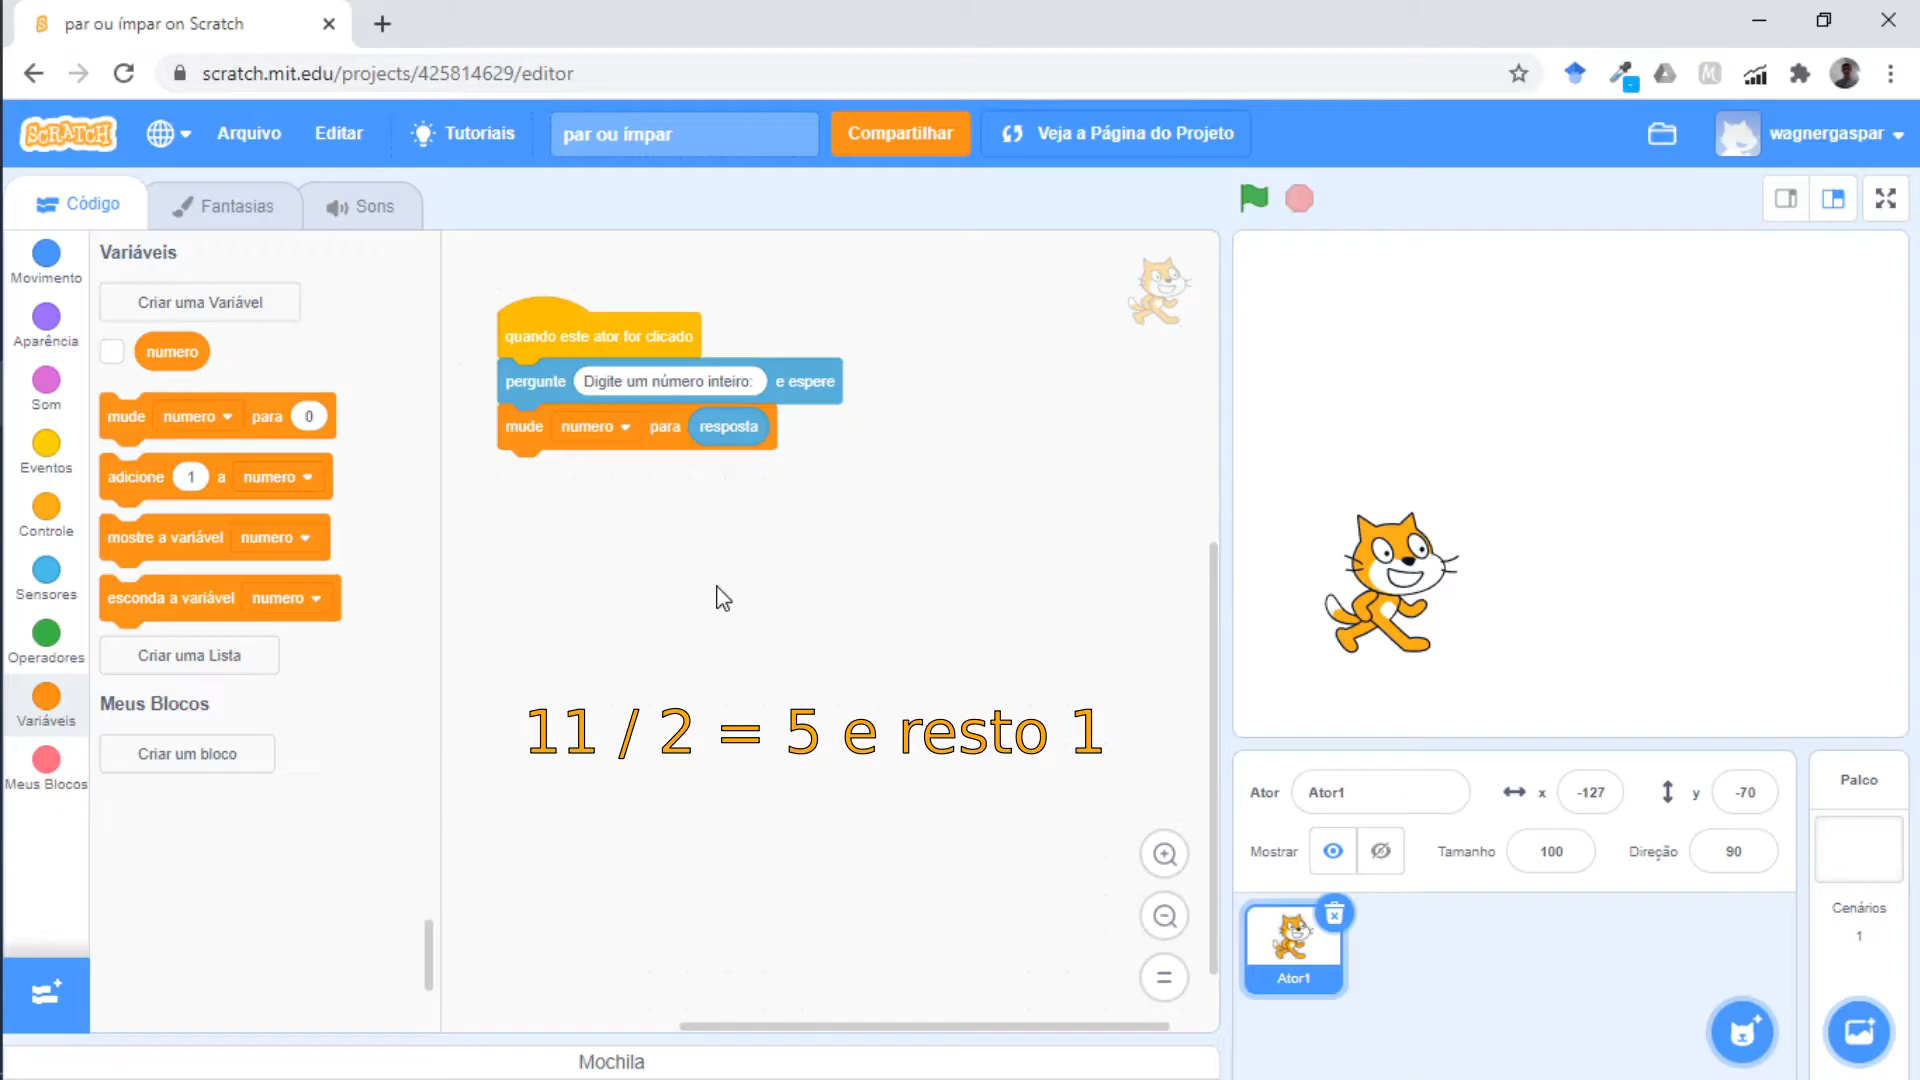 par ou ímpar on Scratch
scratch.mit.edu/projects/425814629/editor
SCRATCH
Arquivo
Editar
Tutoriais
par ou ímpar
Compartilhar
Veja a Página do Projeto
wagnergaspar
Código
Fantasias
Sons
Movimento
Aparência
Som
Eventos
Controle
Sensores
Operadores
Variáveis
Meus Blocos
Variáveis
Criar uma Variável
numero
mude numero para 0
adicione 1 a numero
mostre a variável numero
esconda a variável numero
Criar uma Lista
Meus Blocos
Criar um bloco
quando este ator for clicado
pergunte Digite um número inteiro: e espere
mude numero para resposta
11 / 2 = 5 e resto 1
Mochila
Ator Ator1 x -127 y -70
Mostrar Tamanho 100 Direção 90
Ator1
Palco
Cenários
1